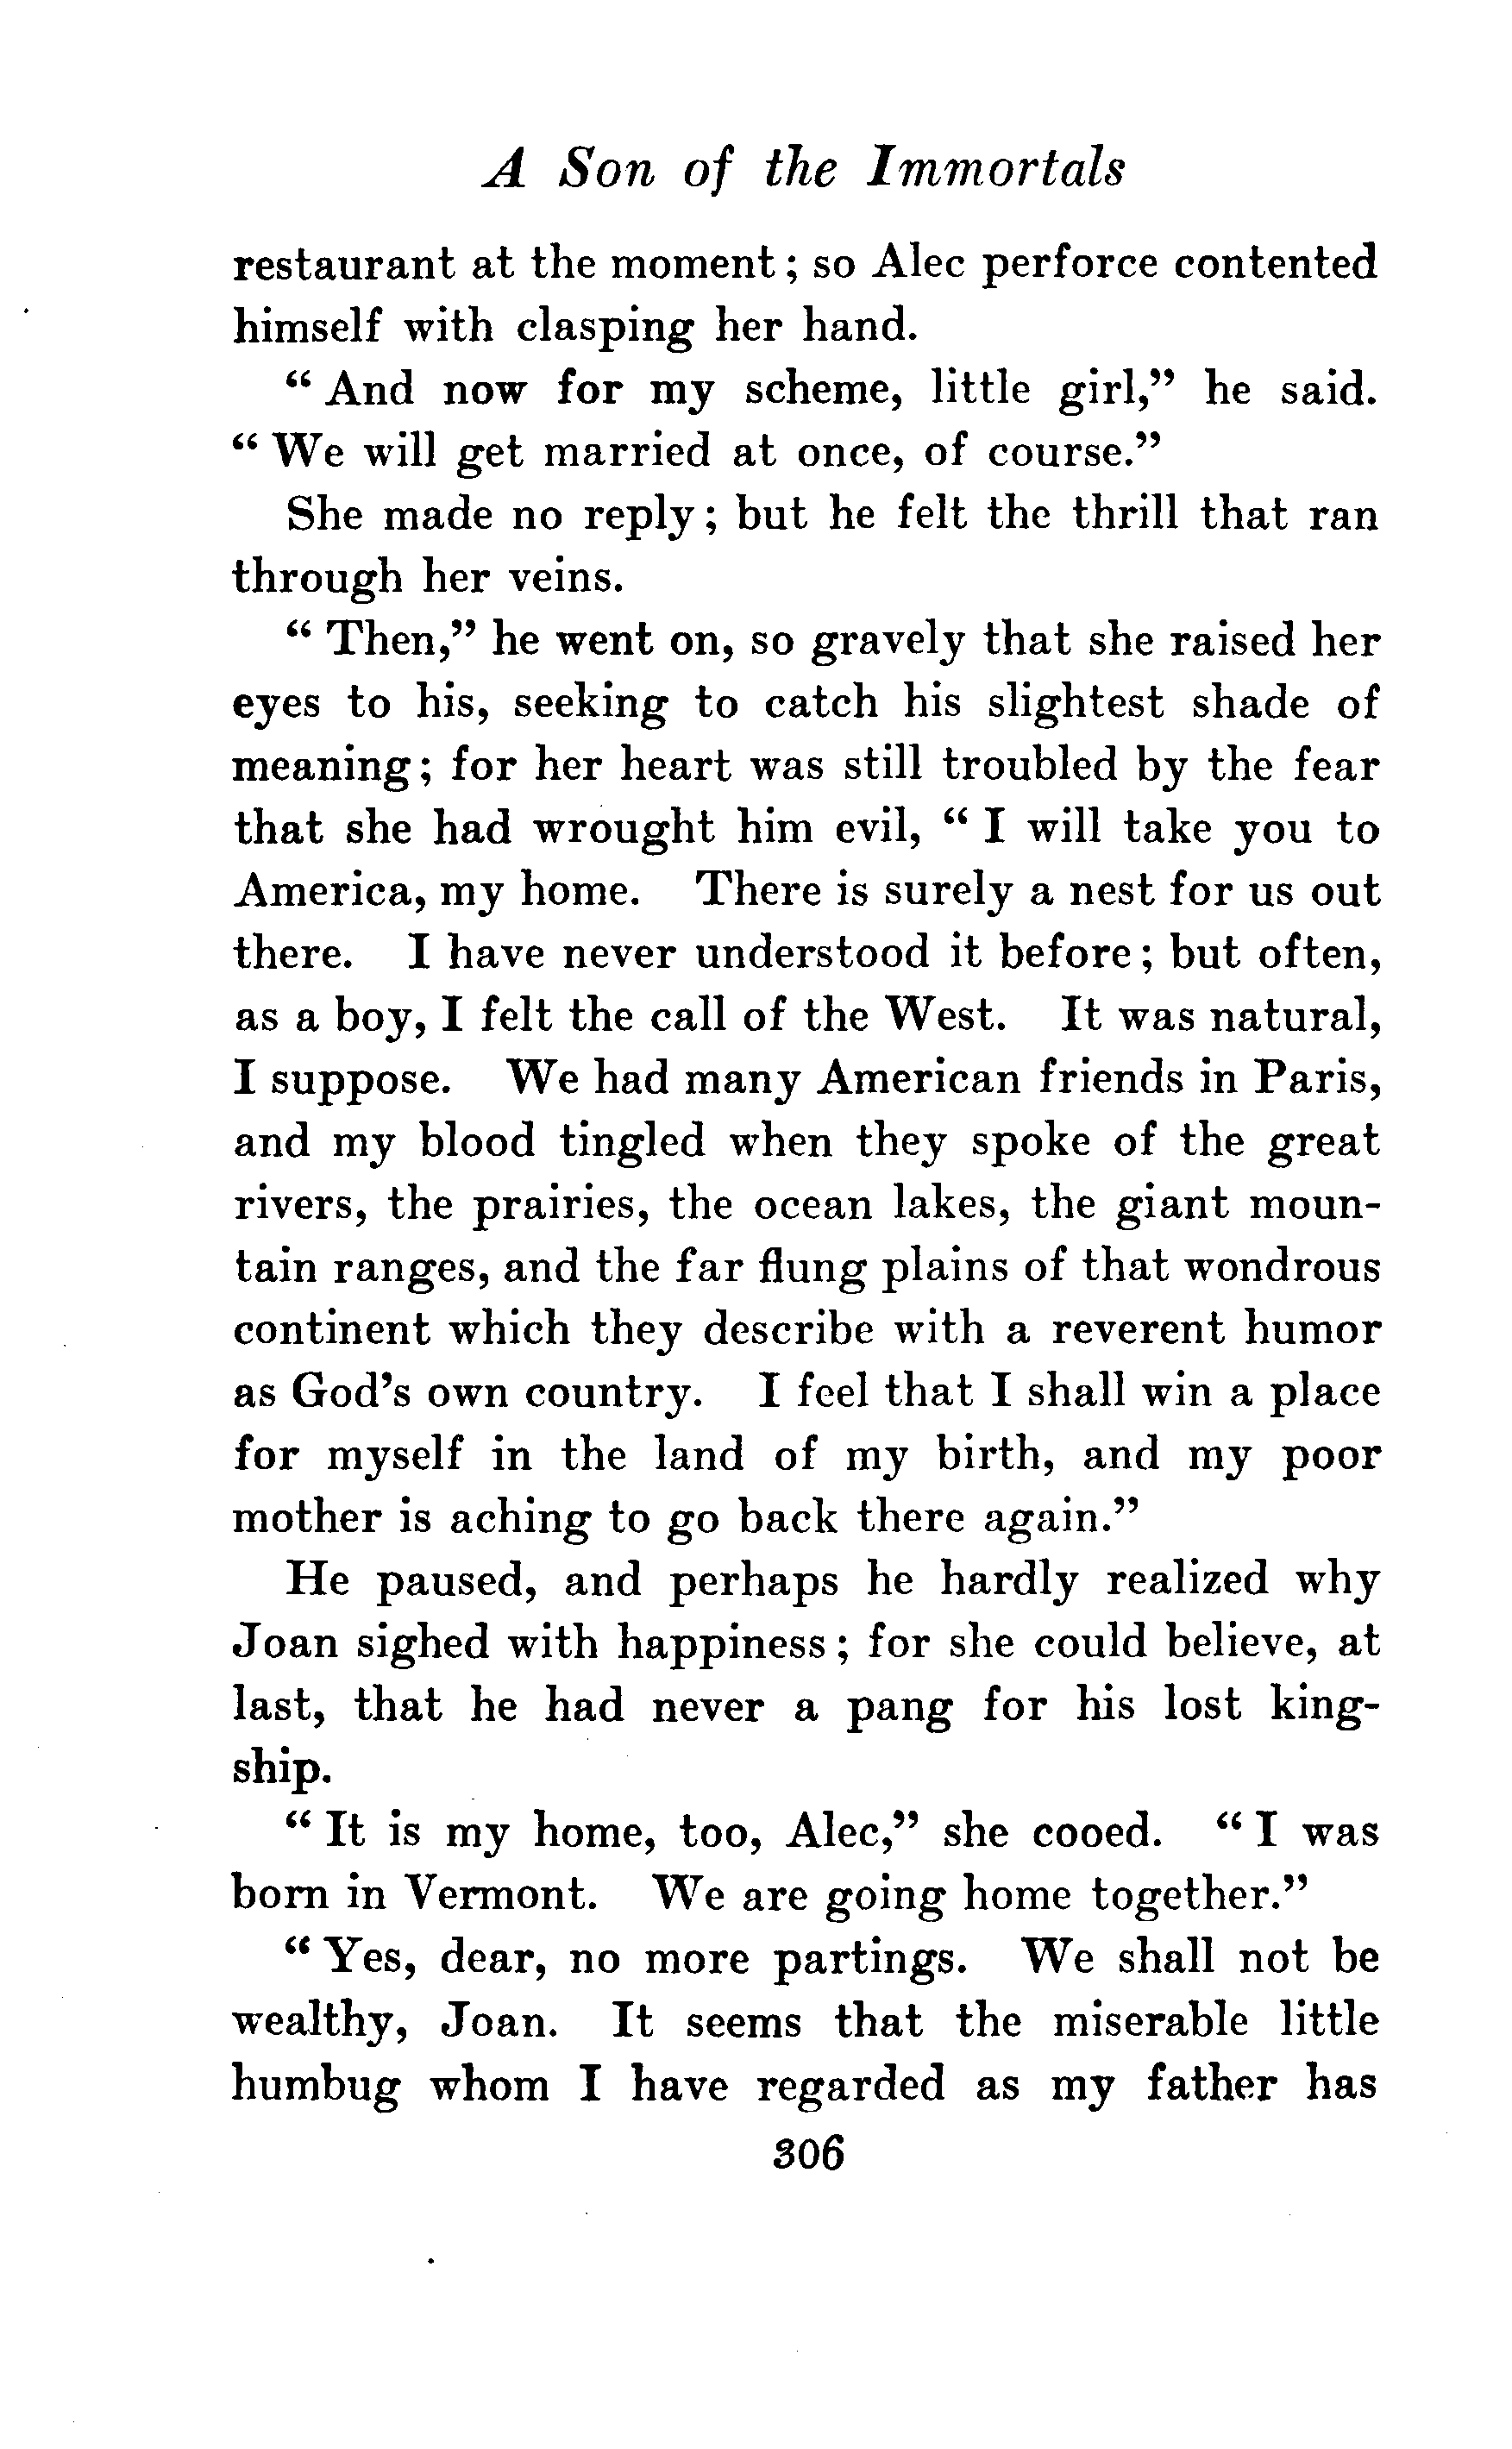 A Son of the Immortals
restaurant at the moment; so Alec perforce contented
himself with clasping her hand.
“And now for my scheme, little girl,” he said.
“We will get married at once, of course.”
She made no reply; but he felt the thrill that ran
through her veins.
“Then,” he went on, so gravely that she raised her
eyes to his, seeking to catch his slightest shade of
meaning; for her heart was still troubled by the fear
that she had wrought him evil, “I will take you to
America, my home. There is surely a nest for us out
there. I have never understood it before; but often,
as a boy, I felt the call of the West. It was natural,
I suppose. We had many American friends in Paris,
and my blood tingled when they spoke of the great
rivers, the prairies, the ocean lakes, the giant moun-
tain ranges, and the far flung plains of that wondrous
continent which they describe with a reverent humor
as God's own country. I feel that I shall win a place
for myself in the land of my birth, and my poor
mother is aching to go back there again.”
He paused, and perhaps he hardly realized why
Joan sighed with happiness; for she could believe, at
last, that he had never a pang for his lost king-
ship.
“It is my home, too, Alec,” she cooed. “I was
born in Vermont. We are going home together.”
“Yes, dear, no more partings. We shall not be
wealthy, Joan. It seems that the miserable little
humbug whom I have regarded as my father has
306